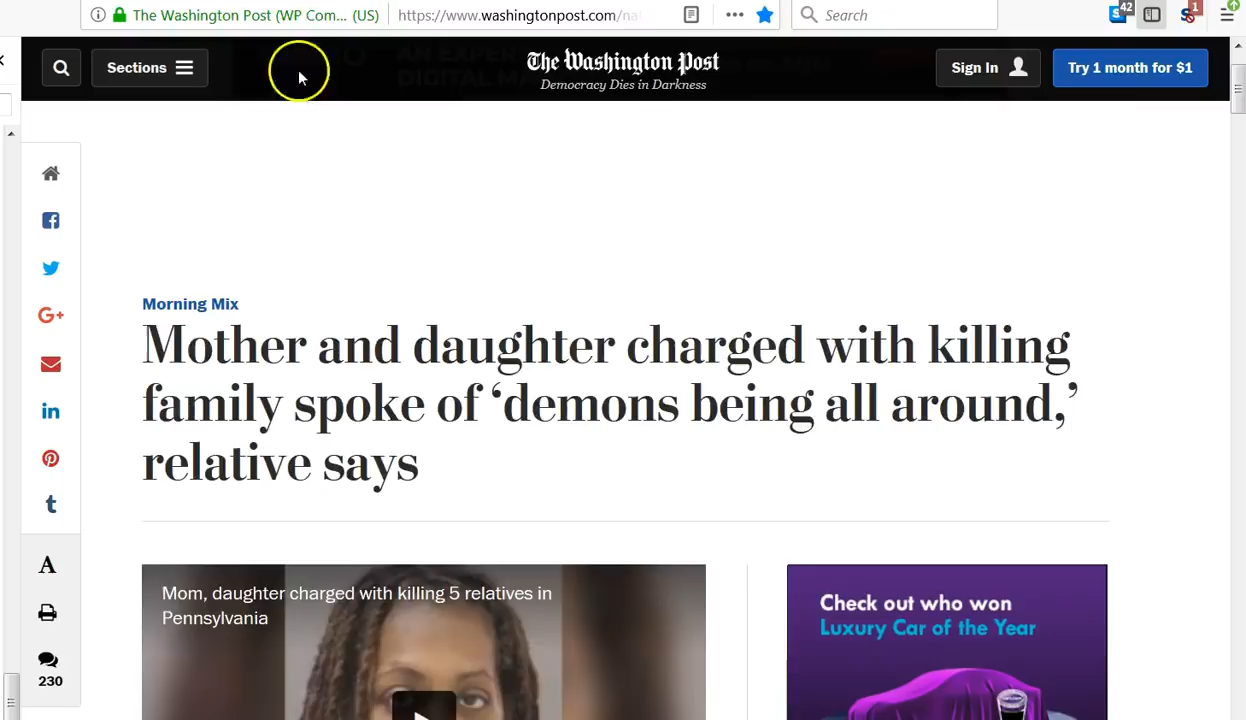 The Washington Post (WP Com... (US)
https://www.washingtonpost.com/na
Search
42
1
Sections
The Washington Post
Democracy Dies in Darkness
Sign In
Try 1 month for $1
Morning Mix
Mother and daughter charged with killing
family spoke of ‘demons being all around,’
relative says
A
230
Mom, daughter charged with killing 5 relatives in
Pennsylvania
Check out who won
Luxury Car of the Year